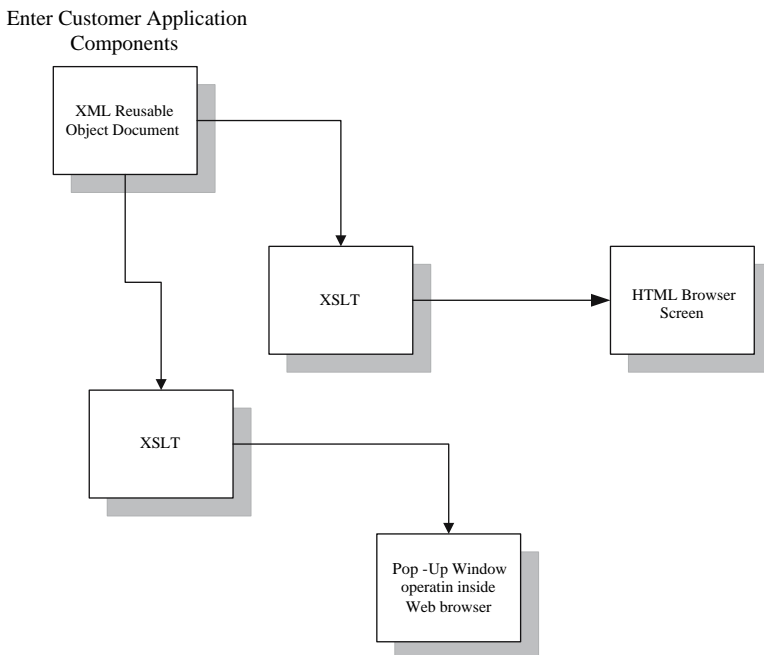 Enter Customer Application
Components
XML Reusable
Object Document
XSLT
HTML Browser
Screen
XSLT
Pop -Up Window
operatin inside
Web browser